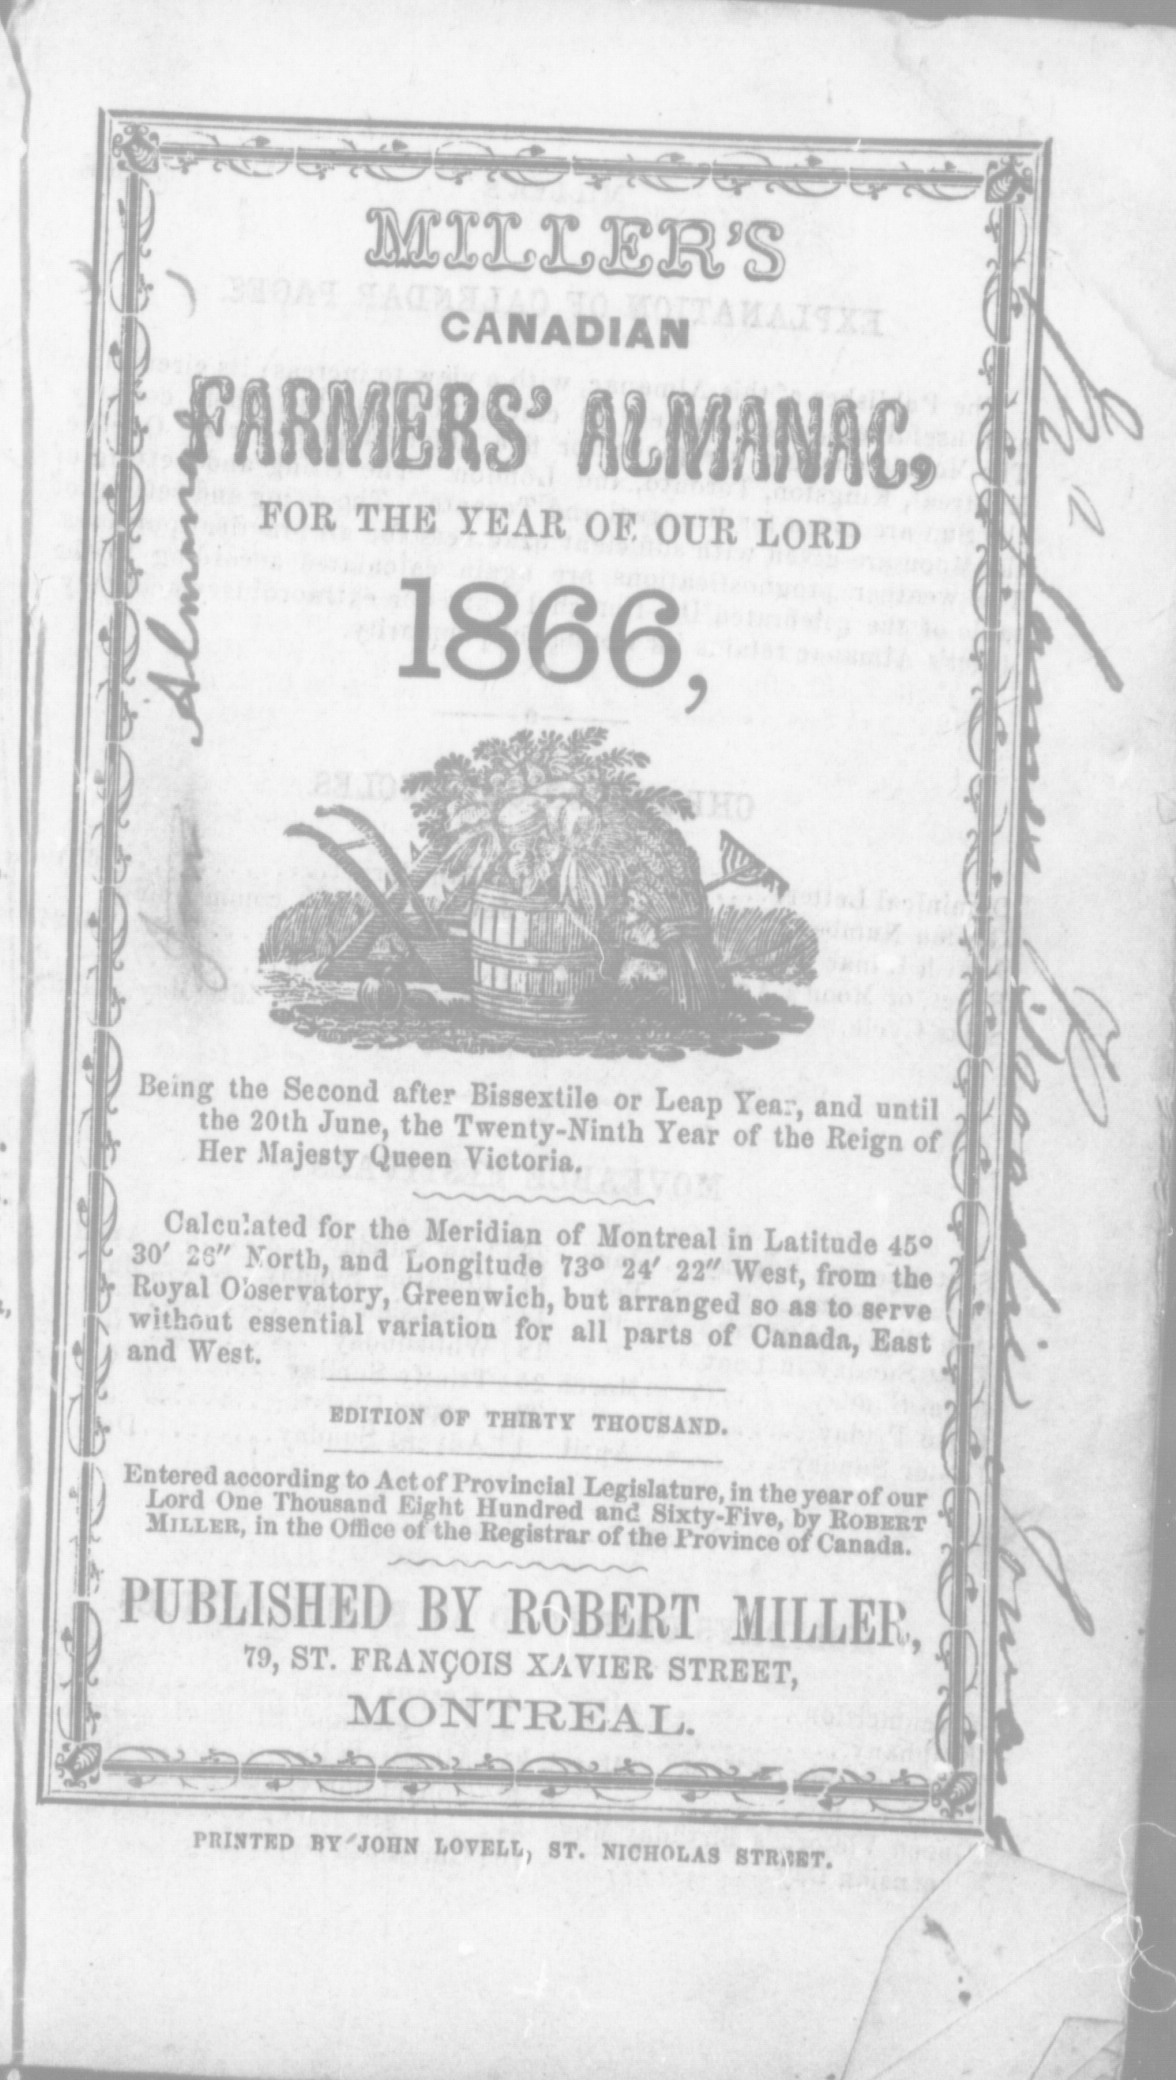 MILLER'S
CANADIAN
FARMERS' ALMANAC,
FOR THE YEAR OF OUR LORD
1866,
Almanac
Being the Second after Bissextile or Leap Year, and until
the 20th June, the Twenty-Ninth Year of the Reign of
Her Majesty Queen Victoria.
Calculated for the Meridian of Montreal in Latitude 45°
30′ 26″ North, and Longitude 73° 24′ 22″ West, from the
Royal Observatory, Greenwich, but arranged so as to serve
without essential variation for all parts of Canada, East
and West.
EDITION OF THIRTY THOUSAND.
Entered according to Act of Provincial Legislature, in the year of our
Lord One Thousand Eight Hundred and Sixty-Five, by ROBERT
MILLER, in the Office of the Registrar of the Province of Canada.
PUBLISHED BY ROBERT MILLER,
79, ST. FRANÇOIS XAVIER STREET,
MONTREAL.
PRINTED BY JOHN LOVELL, ST. NICHOLAS STREET.